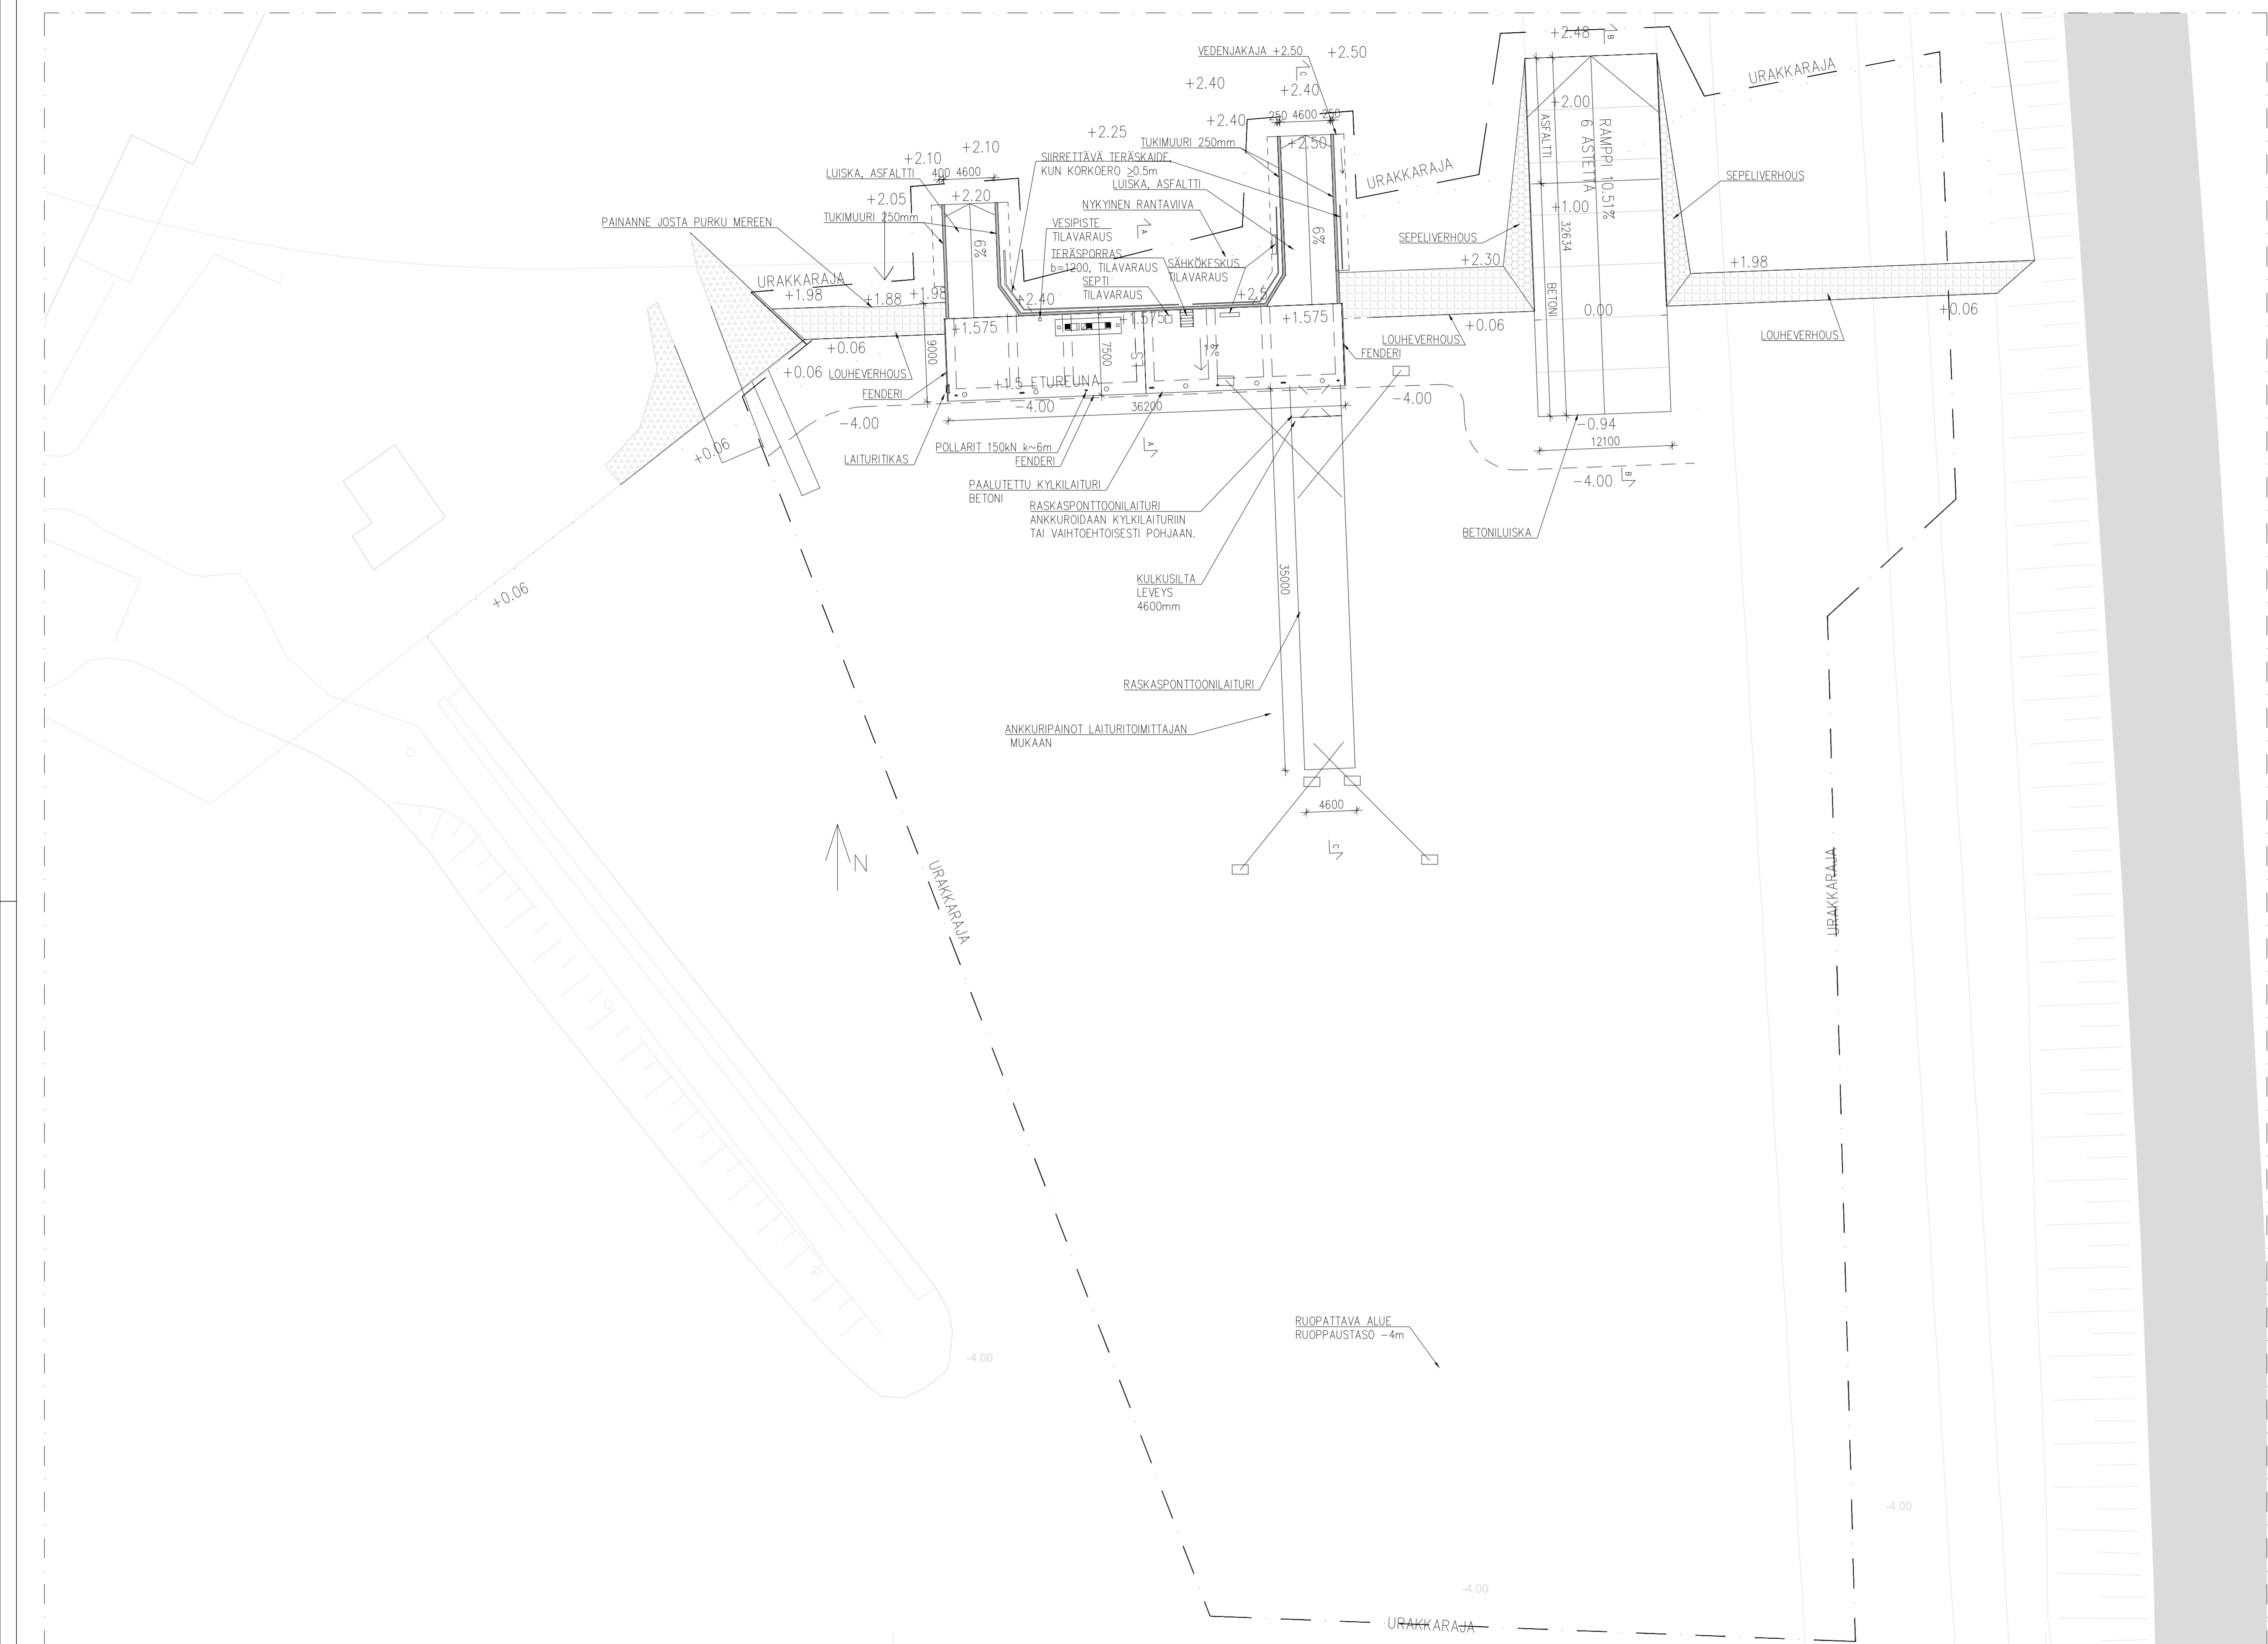 +2.48
B
VEDENJAKAJA +2.50
+2.50
C
URAKKARAJA
+2.40
+2.40
+2.00
250 4600 250
+2.40
+2.25
ASFALTTI
RAMPPI 10.51%
6 ASTETTA
TUKIMUURI 250mm
+2.50
+2.10
+2.10
SIIRRETTÄVÄ TERÄSKAIDE,
KUN KORKOERO ≥0.5m
LUISKA, ASFALTTI
400 4600
URAKKARAJA
SEPELIVERHOUS
LUISKA, ASFALTTI
+2.20
+2.05
NYKYINEN RANTAVIIVA
+1.00
PAINANNE JOSTA PURKU MEREEN
TUKIMUURI 250mm
VESIPISTE
TILAVARAUS
A
6%
6%
32634
SEPELIVERHOUS
TERÄSPORRAS
b=1200, TILAVARAUS
SÄHKÖKESKUS
TILAVARAUS
+2.30
+1.98
URAKKARAJA
SEPTI
TILAVARAUS
+1.98
+1.88
+1.98
+2.40
+2.5
BETONI
0.00
+0.06
+1.575
+1.575
+1.575
+0.06
LOUHEVERHOUS
LOUHEVERHOUS
+0.06
9000
7500
S1
1%
FENDERI
+0.06
LOUHEVERHOUS
+1.5 ETUREUNA
FENDERI
-4.00
36200
-4.00
-4.00
-0.94
12100
+0.06
POLLARIT 150kN k~6m
A
LAITURITIKAS
FENDERI
B
-4.00
PAALUTETTU KYLKILAITURI
BETONI
RASKASPONTTOONILAITURI
ANKKUROIDAAN KYLKILAITURIIN
TAI VAIHTOEHTOISESTI POHJAAN.
BETONILUISKA
+0.06
KULKUSILTA
LEVEYS
4600mm
35000
RASKASPONTTOONILAITURI
ANKKURIPAINOT LAITURITOIMITTAJAN
MUKAAN
4600
C
N
URAKKARAJA
URAKKARAJA
RUOPATTAVA ALUE
RUOPPAUSTASO -4m
-4.00
-4.00
-4.00
URAKKARAJA